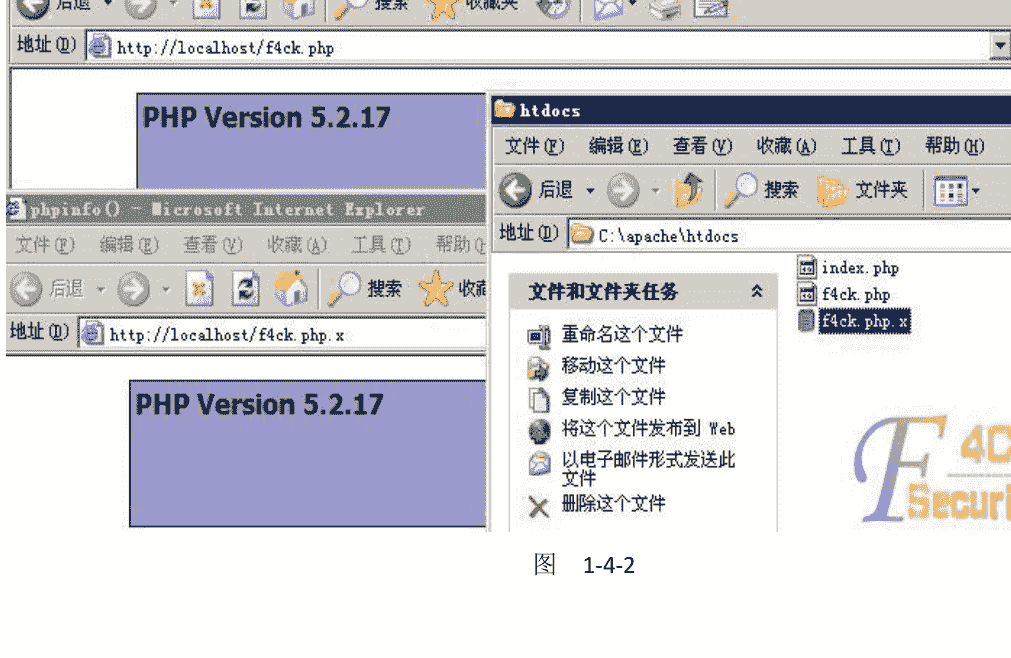 后退 搜索 收藏夹
地址(D) http://localhost/f4ck.php
PHP Version 5.2.17
phpinfo() - Microsoft Internet Explorer
文件(F) 编辑(E) 查看(V) 收藏(A) 工具(T) 帮助(H
后退 搜索 收藏
地址(D) http://localhost/f4ck.php.x
PHP Version 5.2.17
htdocs
文件(F) 编辑(E) 查看(V) 收藏(A) 工具(T) 帮助(H)
后退 搜索 文件夹
地址(D) C:\apache\htdocs
文件和文件夹任务
重命名这个文件
移动这个文件
复制这个文件
将这个文件发布到 Web
以电子邮件形式发送此
文件
删除这个文件
index.php
f4ck.php
f4ck.php.x
F4C
Securi
图 1-4-2